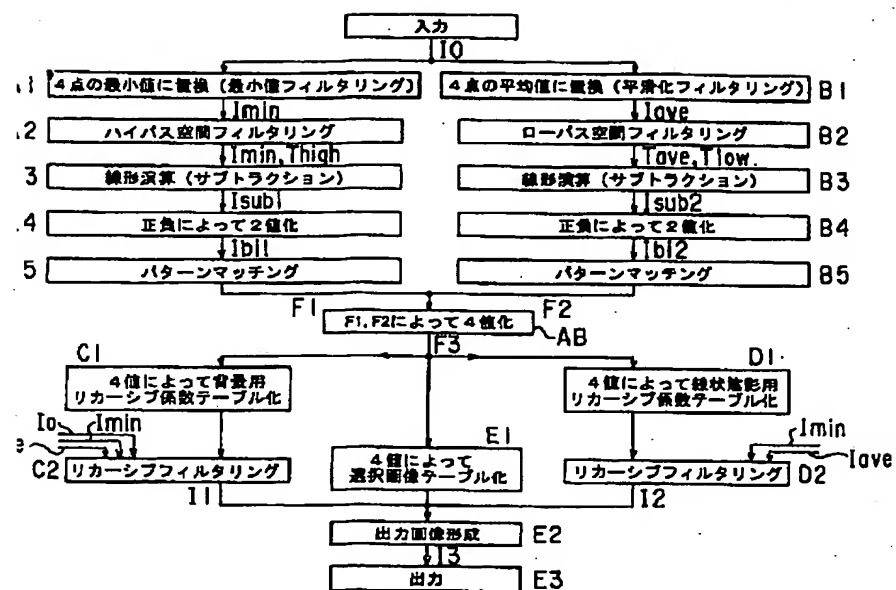 入力
I0
4点の最小値に置換(最小値フィルタリング)
4点の平均値に置換(平滑化フィルタリング) B1
Imin
Iave
2 ハイパス空間フィルタリング
ローパス空間フィルタリング B2
Imin,Thigh
Tave,Tlow.
3 線形演算(サブトラクション)
線形演算(サブトラクション) B3
Isub1
Isub2
4 正負によって2値化
正負によって2値化 B4
Ibi1
Ibi2
5 パターンマッチング
パターンマッチング B5
F1
F2
F1,F2によって4値化
AB
F3
C1
D1
4値によって背景用
リカーシブ係数テーブル化
4値によって線状陰影用
リカーシブ係数テーブル化
Io
Imin
E1
Imin
e
Iave
C2 リカーシブフィルタリング
4値によって
選択画像テーブル化
リカーシブフィルタリング D2
I1
I2
出力画像形成 E2
I3
出力 E3